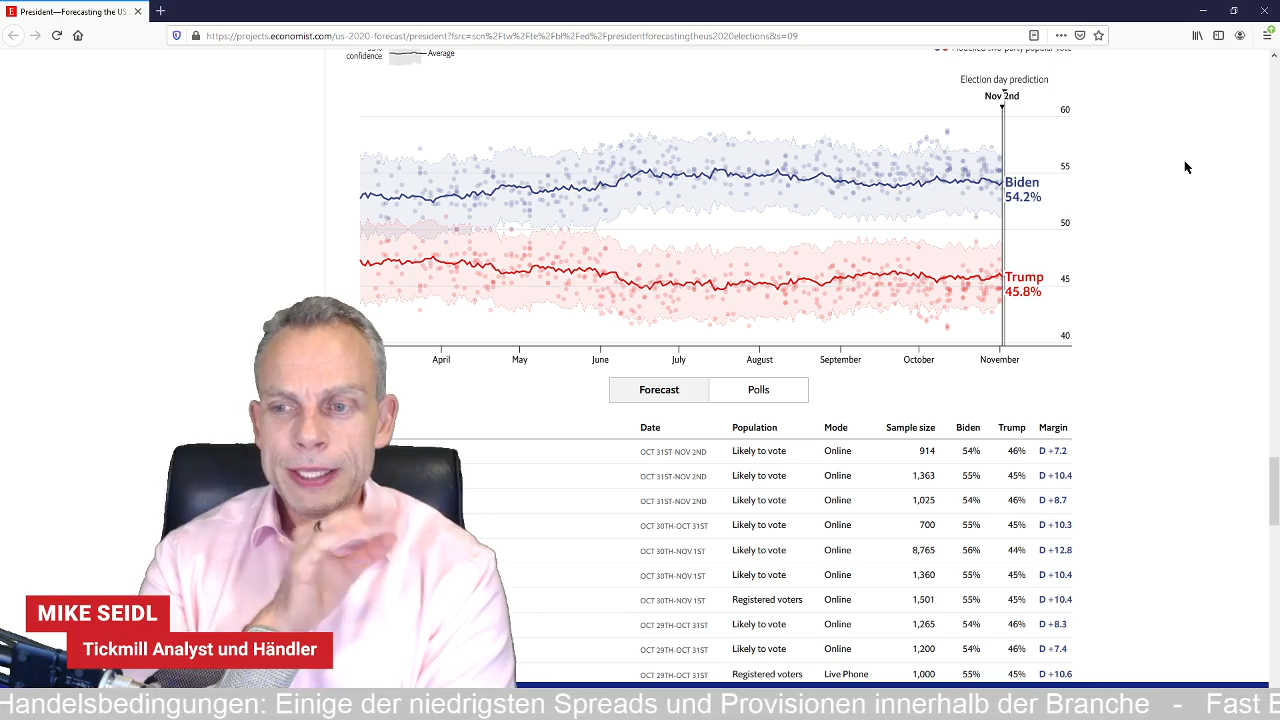 President—Forecasting the US
https://projects.economist.com/us-2020-forecast/president?fsrc=scn%2Ftw%2Fte%2Fbl%2Fed%2Fpresidentforecastingtheus2020elections&s=09
confidence
Average
Election day prediction
Nov 2nd
60
55
Biden
54.2%
50
Trump
45.8%
45
40
April May June July August September October November
Forecast Polls
Date Population Mode Sample size Biden Trump Margin
OCT 31ST-NOV 2ND Likely to vote Online 914 54% 46% D +7.2
OCT 31ST-NOV 2ND Likely to vote Online 1,363 55% 45% D +10.4
OCT 31ST-NOV 2ND Likely to vote Online 1,025 54% 46% D +8.7
OCT 30TH-OCT 31ST Likely to vote Online 700 55% 45% D +10.3
OCT 30TH-NOV 1ST Likely to vote Online 8,765 56% 44% D +12.8
OCT 30TH-NOV 1ST Likely to vote Online 1,360 55% 45% D +10.4
OCT 30TH-NOV 1ST Registered voters Online 1,501 55% 45% D +10.4
OCT 29TH-OCT 31ST Likely to vote Online 1,265 54% 46% D +8.3
OCT 29TH-OCT 31ST Likely to vote Online 1,200 54% 46% D +7.4
OCT 29TH-OCT 31ST Registered voters Live Phone 1,000 55% 45% D +10.6
MIKE SEIDL
Tickmill Analyst und Händler
Handelsbedingungen: Einige der niedrigsten Spreads und Provisionen innerhalb der Branche - Fast E